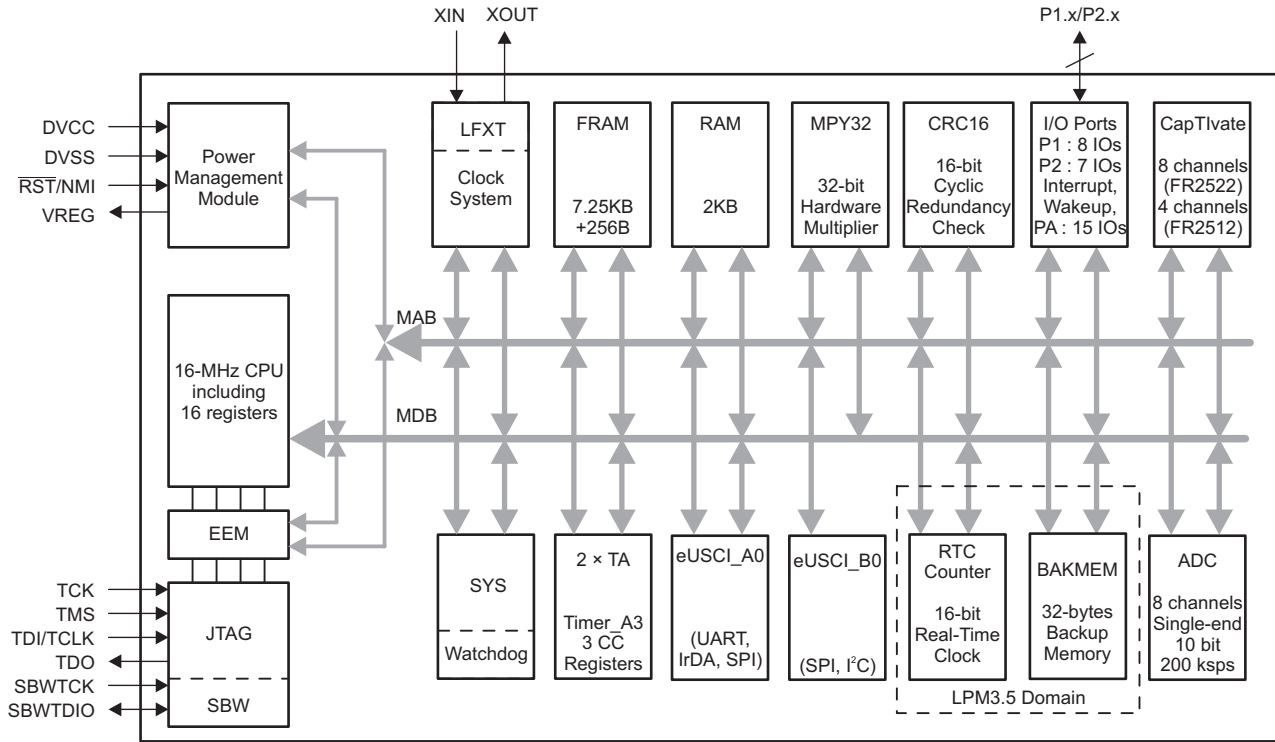 XIN XOUT P1.x/P2.x
DVCC
DVSS
RST/NMI
VREG
Power
Management
Module
LFXT
Clock
System
FRAM
7.25KB
+256B
RAM
2KB
MPY32
32-bit
Hardware
Multiplier
CRC16
16-bit
Cyclic
Redundancy
Check
I/O Ports
P1 : 8 IOs
P2 : 7 IOs
Interrupt,
Wakeup,
PA : 15 IOs
CapTIvate
8 channels
(FR2522)
4 channels
(FR2512)
MAB
16-MHz CPU
including
16 registers
MDB
EEM
TCK
TMS
TDI/TCLK
TDO
SBWTCK
SBWTDIO
JTAG
SBW
SYS
Watchdog
2 × TA
Timer_A3
3 CC
Registers
eUSCI_A0
(UART,
IrDA, SPI)
eUSCI_B0
(SPI, I²C)
RTC
Counter
16-bit
Real-Time
Clock
BAKMEM
32-bytes
Backup
Memory
LPM3.5 Domain
ADC
8 channels
Single-end
10 bit
200 ksps